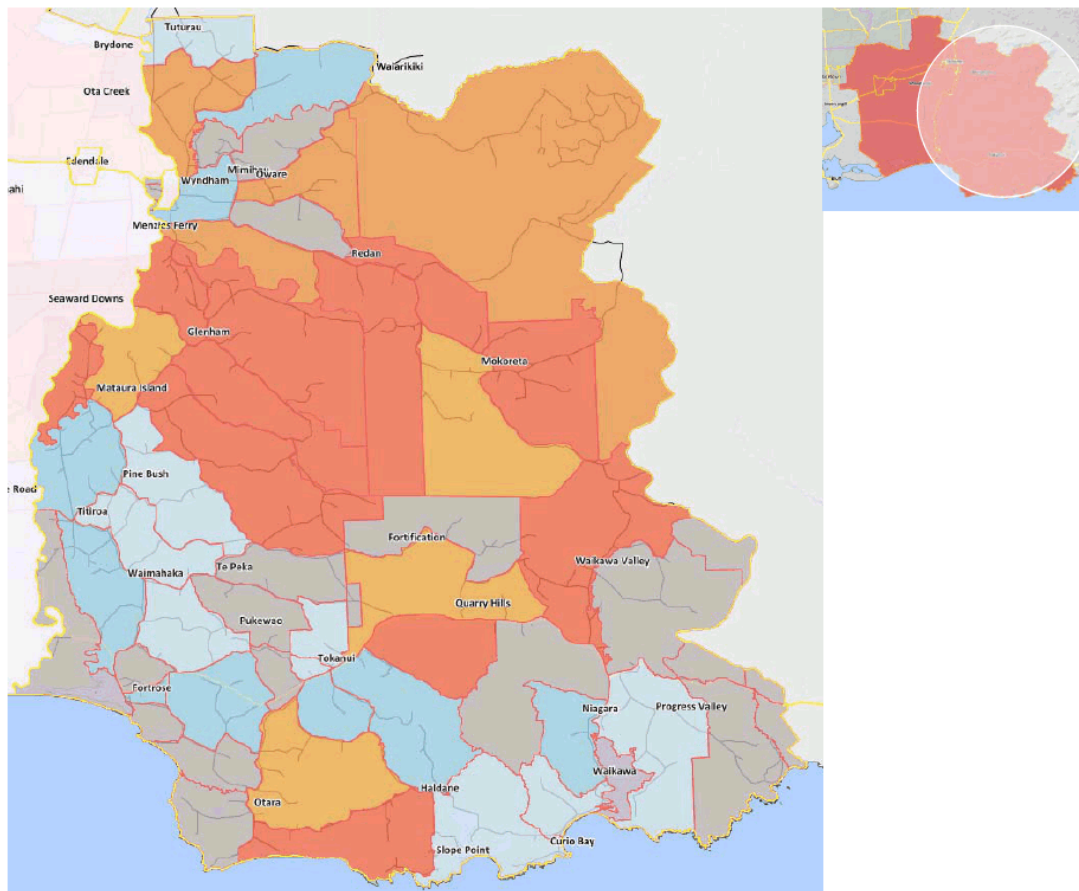 Tuturau
Brydone
Walarikiki
Ota Creek
Edendale
Mimihau
Wyndham
Oware
Menzies Ferry
Redan
Seaward Downs
Glenham
Mokoreta
Mataura Island
Pine Bush
e Road
Titiroa
Fortification
Te Peka
Waikawa Valley
Waimahaka
Quarry Hills
Pukewao
Tokanui
Fortrose
Niagara
Progress Valley
Waikawa
Haldane
Otara
Slope Point
Curio Bay